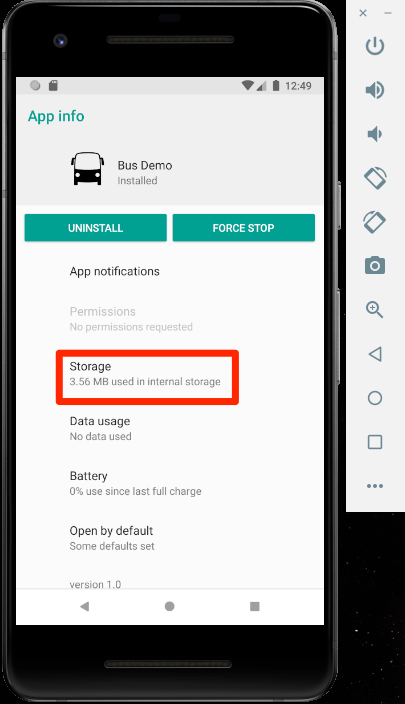 12:49
App info
Bus Demo
Installed
UNINSTALL
FORCE STOP
App notifications
Permissions
No permissions requested
Storage
3.56 MB used in internal storage
Data usage
No data used
Battery
0% use since last full charge
Open by default
Some defaults set
version 1.0